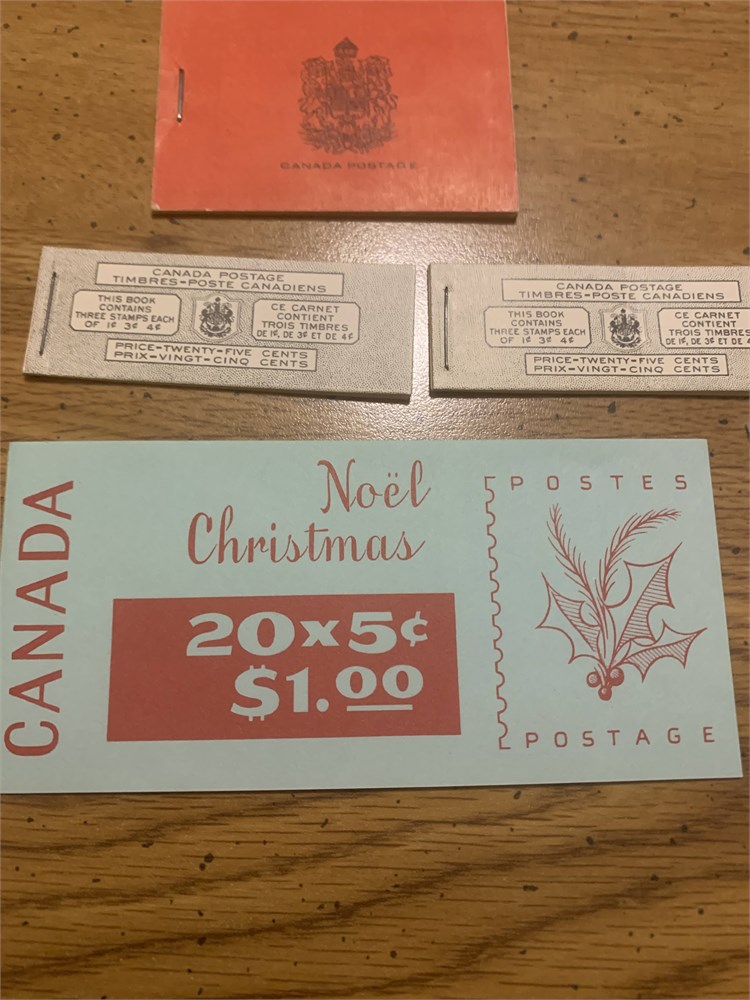 CANADA POSTAGE
CANADA POSTAGE
TIMBRES-POSTE CANADIENS
THIS BOOK
CONTAINS
THREE STAMPS EACH
OF 1¢ 3¢ 4¢
CE CARNET
CONTIENT
TROIS TIMBRES
DE 1¢, DE 3¢ ET DE 4¢
PRICE-TWENTY-FIVE CENTS
PRIX-VINGT-CINQ CENTS
CANADA POSTAGE
TIMBRES-POSTE CANADIENS
THIS BOOK
CONTAINS
THREE STAMPS EACH
OF 1¢ 3¢ 4¢
CE CARNET
CONTIENT
TROIS TIMBRES
DE 1¢, DE 3¢ ET DE 4
PRICE-TWENTY-FIVE CENTS
PRIX-VINGT-CINQ CENTS
CANADA
Noël
Christmas
20x5¢
$1.00
POSTES
POSTAGE